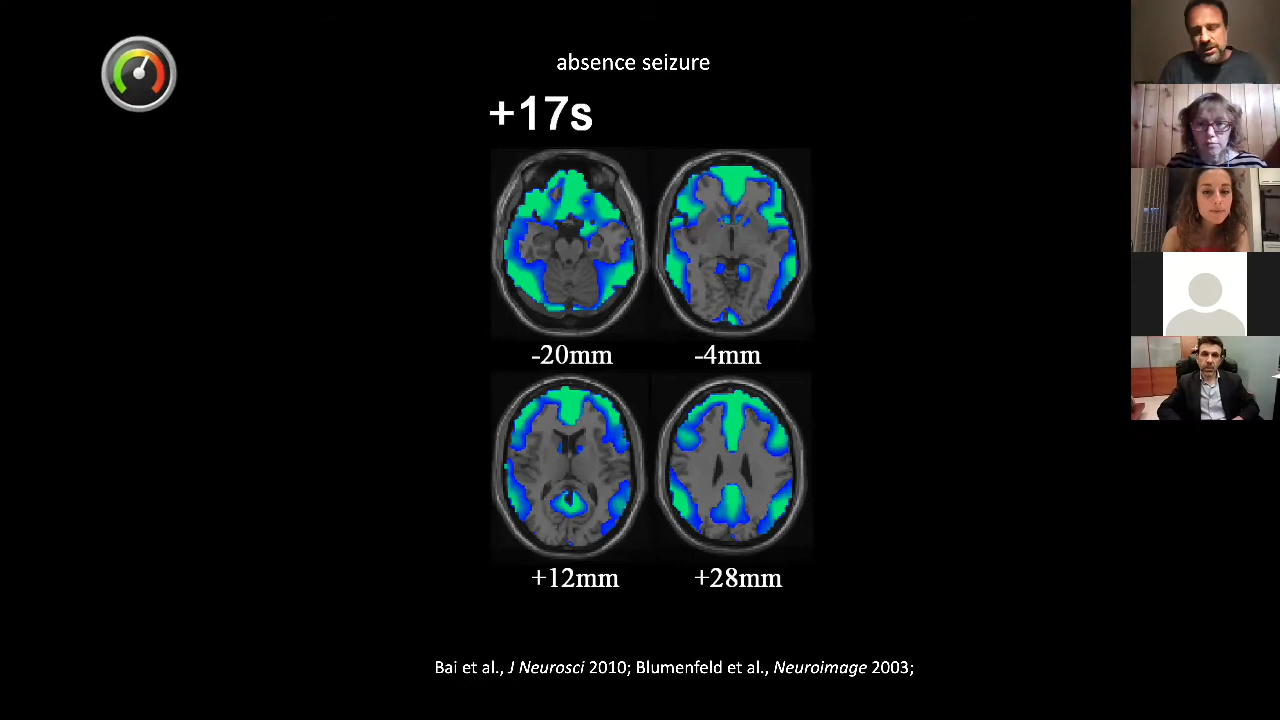 absence seizure
+17s
-20mm
-4mm
+12mm
+28mm
Bai et al., J Neurosci 2010; Blumenfeld et al., Neuroimage 2003;